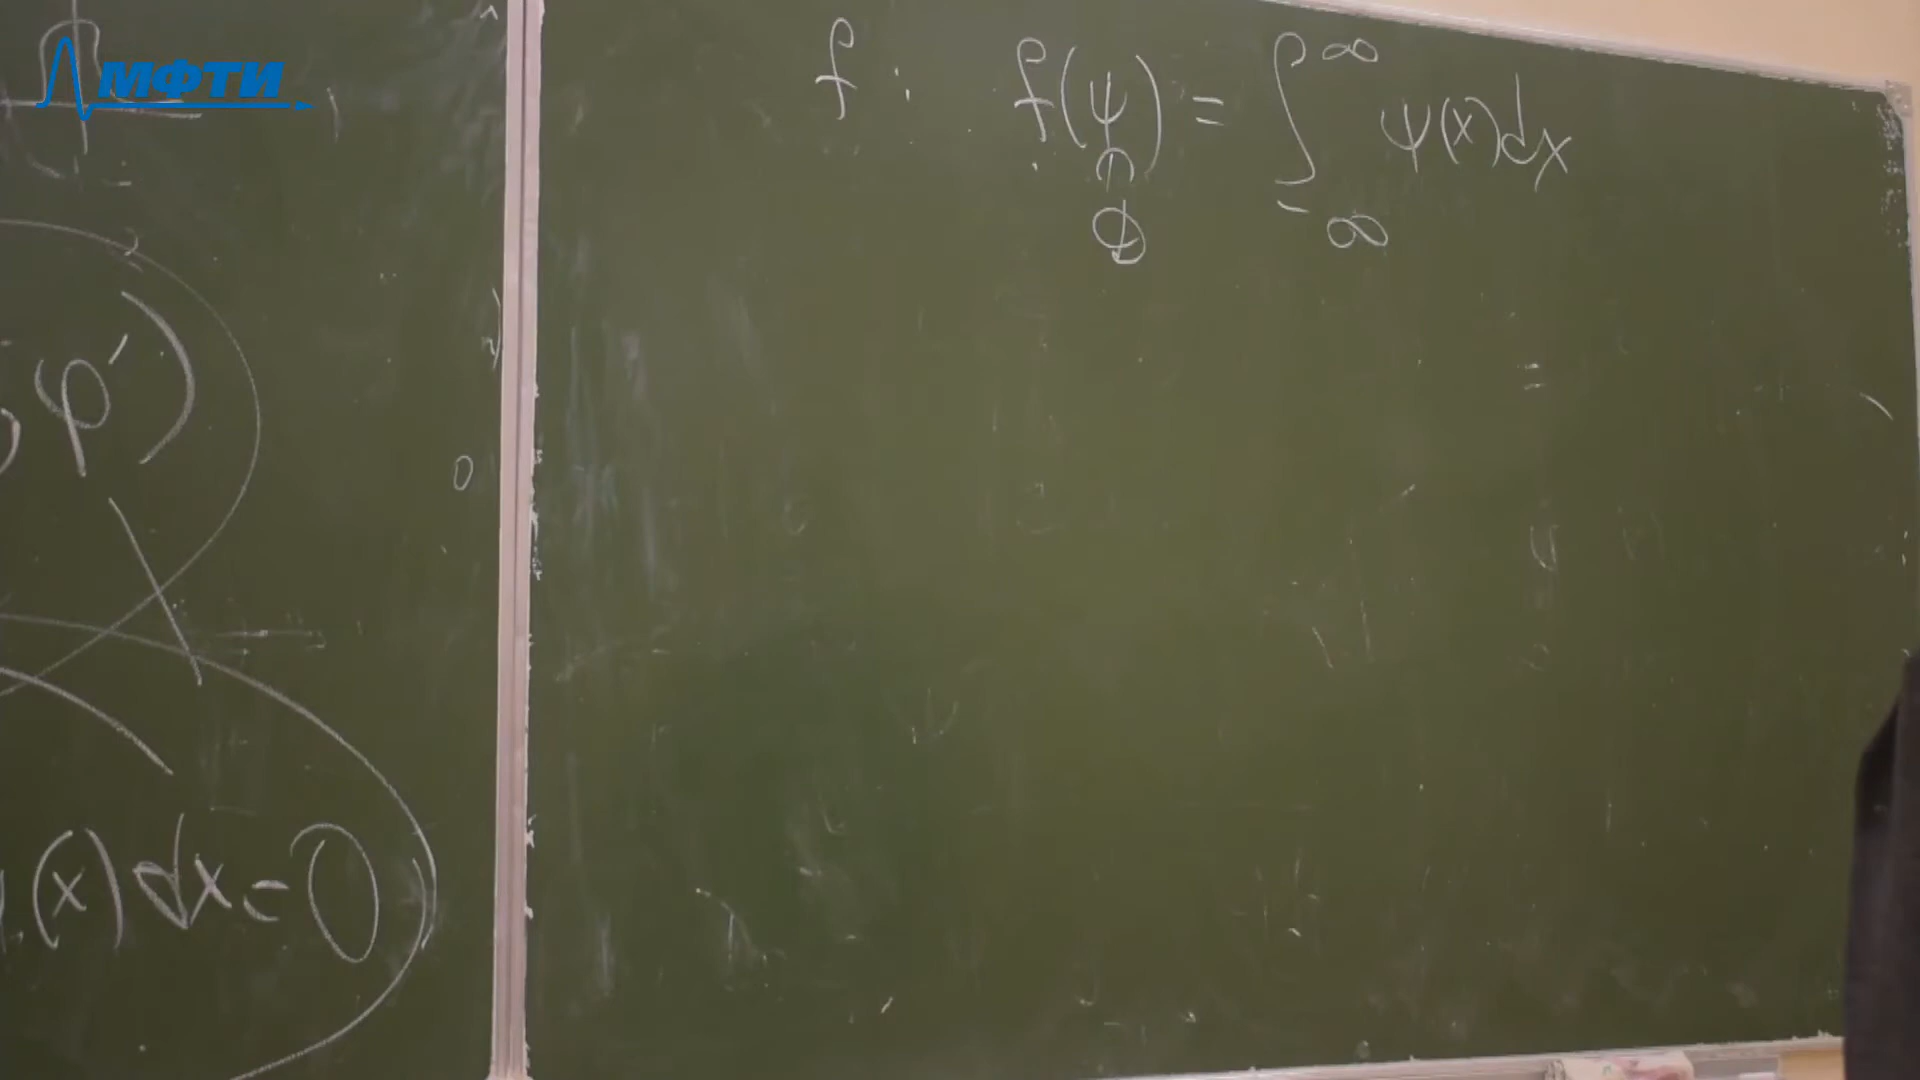 МФТИ
f : f(ψ) = ∫_{-∞}^{∞} ψ(x)dx
∩
Φ
φ')
0
(x)dx=0